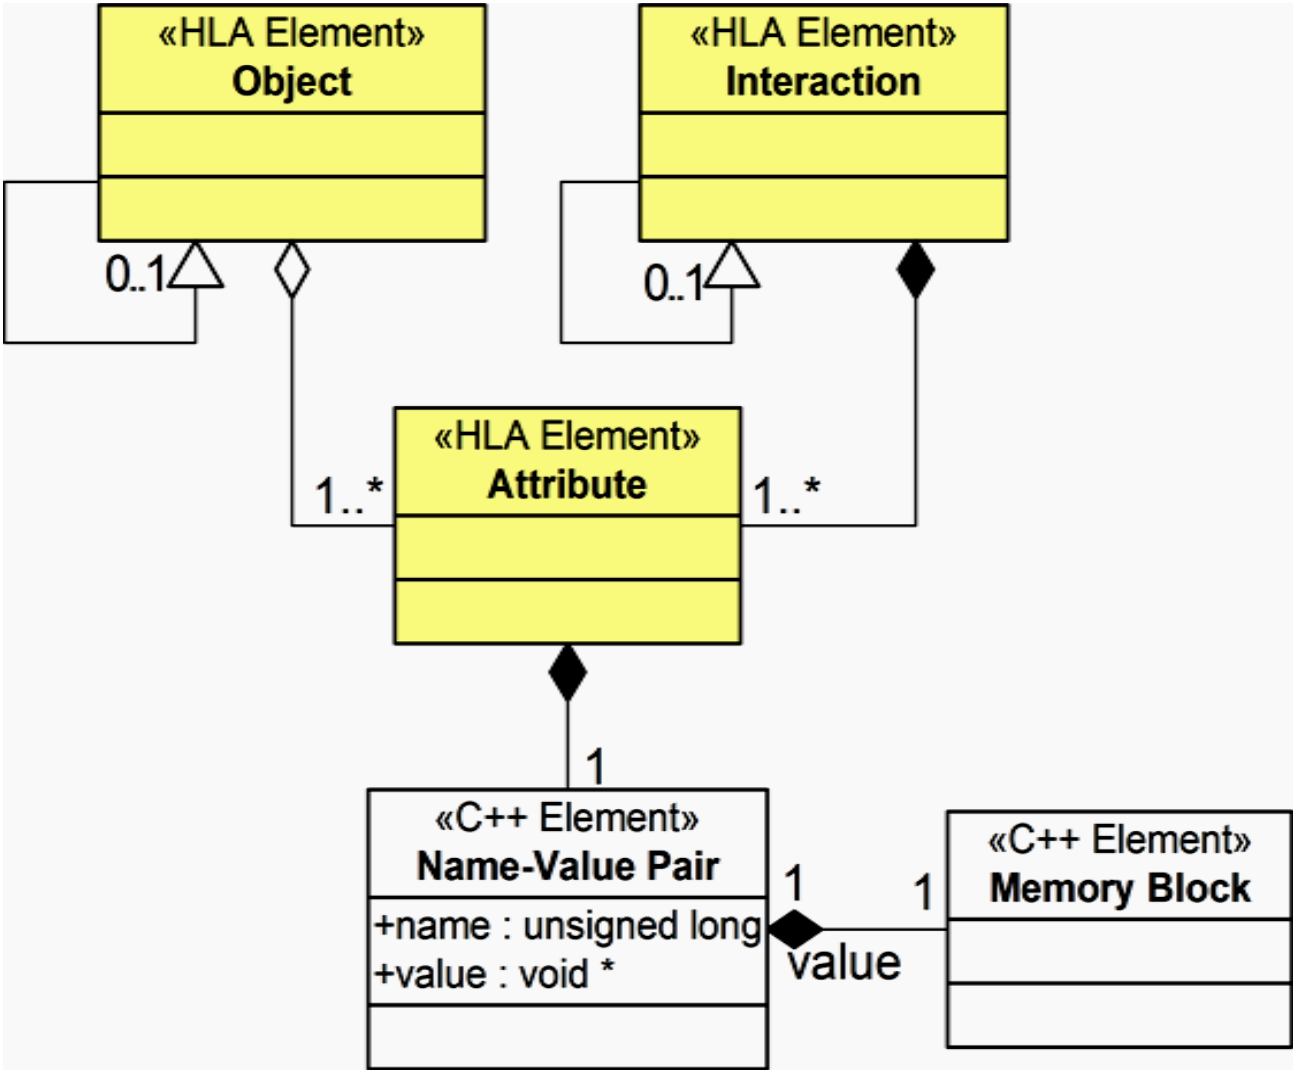 «HLA Element»
Object
«HLA Element»
Interaction
0..1
0..1
«HLA Element»
Attribute
1..*
1..*
1
«C++ Element»
Name-Value Pair
+name : unsigned long
+value : void *
1
1
value
«C++ Element»
Memory Block